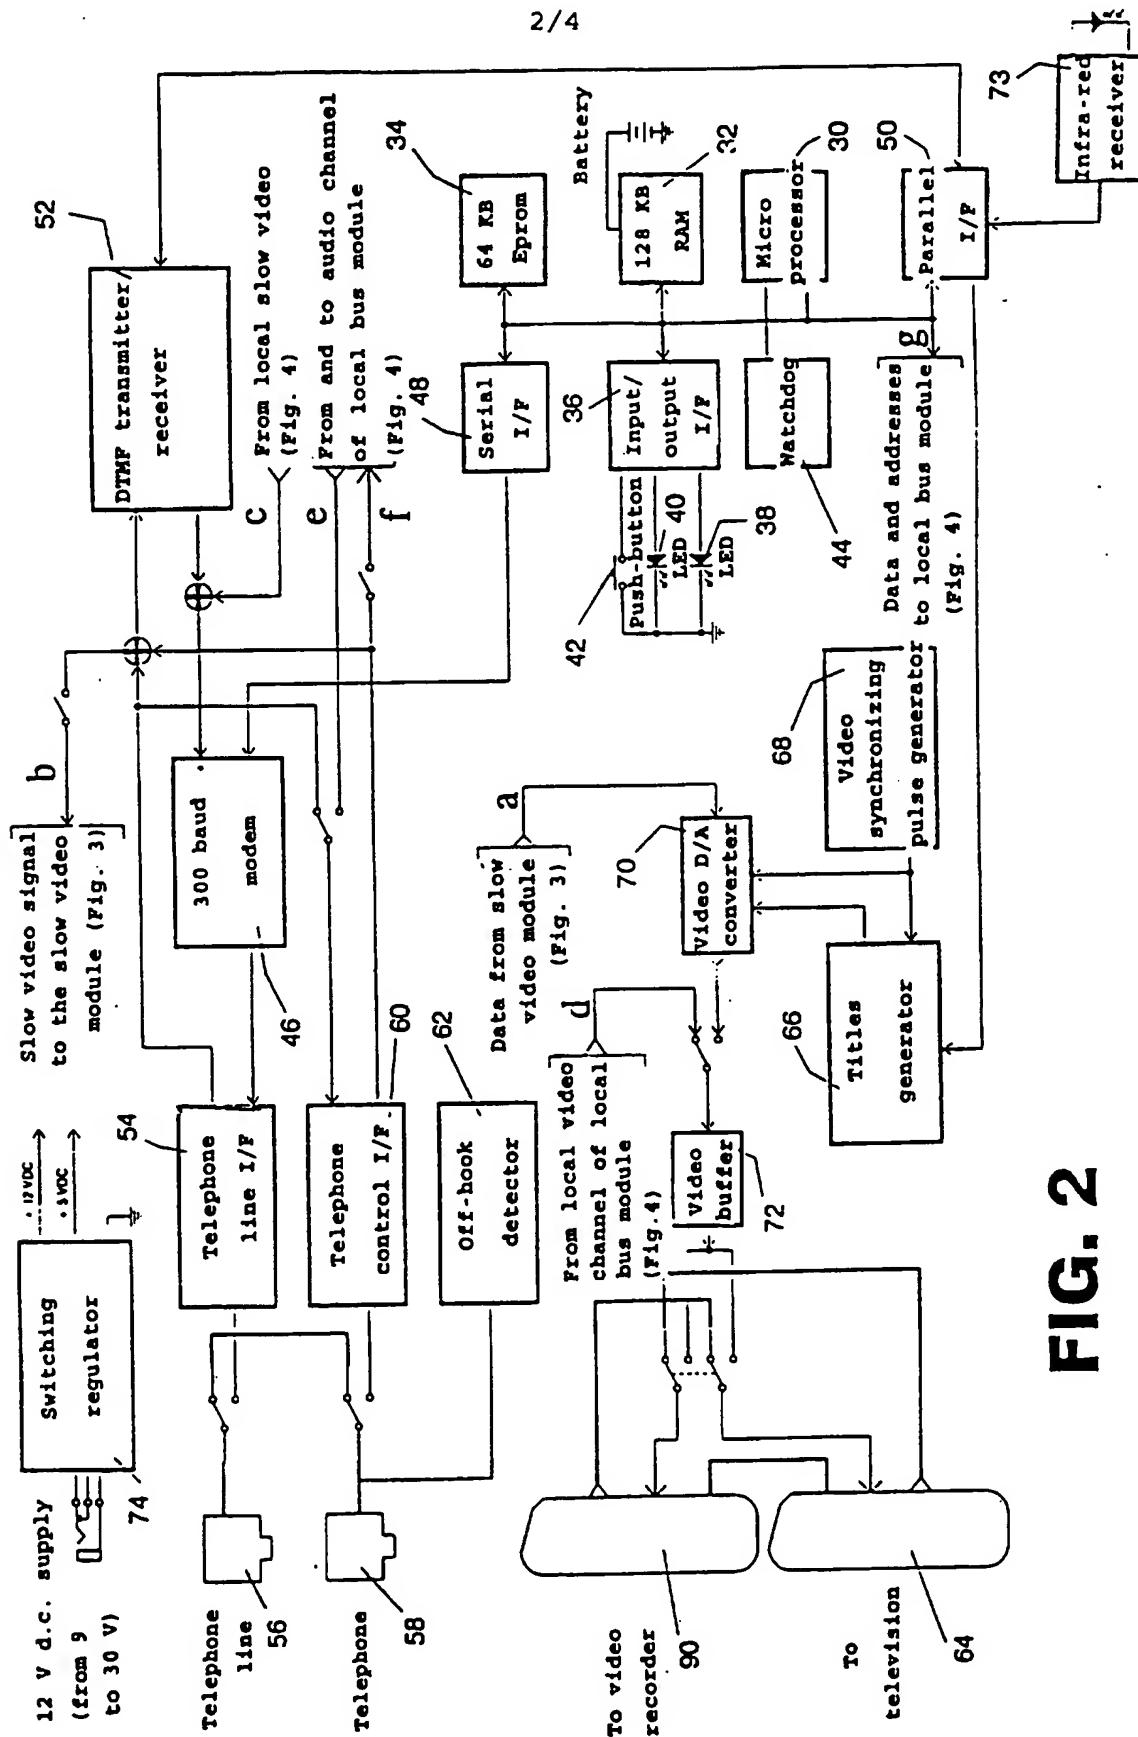 2/4
12 V d.c. supply
(from 9
to 30 V)
74
Switching
regulator
+12VDC
+5VDC
Slow video signal
to the slow video
module (Fig. 3)
b
52
DTMF transmitter/
receiver
300 baud
modem
46
c
From local slow video
(Fig. 4)
e
From and to audio channel
of local bus module
(Fig. 4)
f
Telephone
line
56
54
Telephone
line I/F
Telephone
58
60
Telephone
control I/F
62
Off-hook
detector
34
64 KB
Eprom
48
Serial
I/F
Battery
32
128 KB
RAM
36
Input/
output
I/F
42
Push-button
40
LED
38
LED
30
Micro
processor
44
Watchdog
50
Parallel
I/F
73
Infra-red
receiver
g
Data and addresses
to local bus module
(Fig. 4)
68
Video
synchronizing
pulse generator
a
Data from slow
video module
(Fig. 3)
70
Video D/A
converter
66
Titles
generator
d
From local video
channel of local
bus module
(Fig.4)
Video
buffer
72
To video
recorder
90
To
television
64
FIG. 2